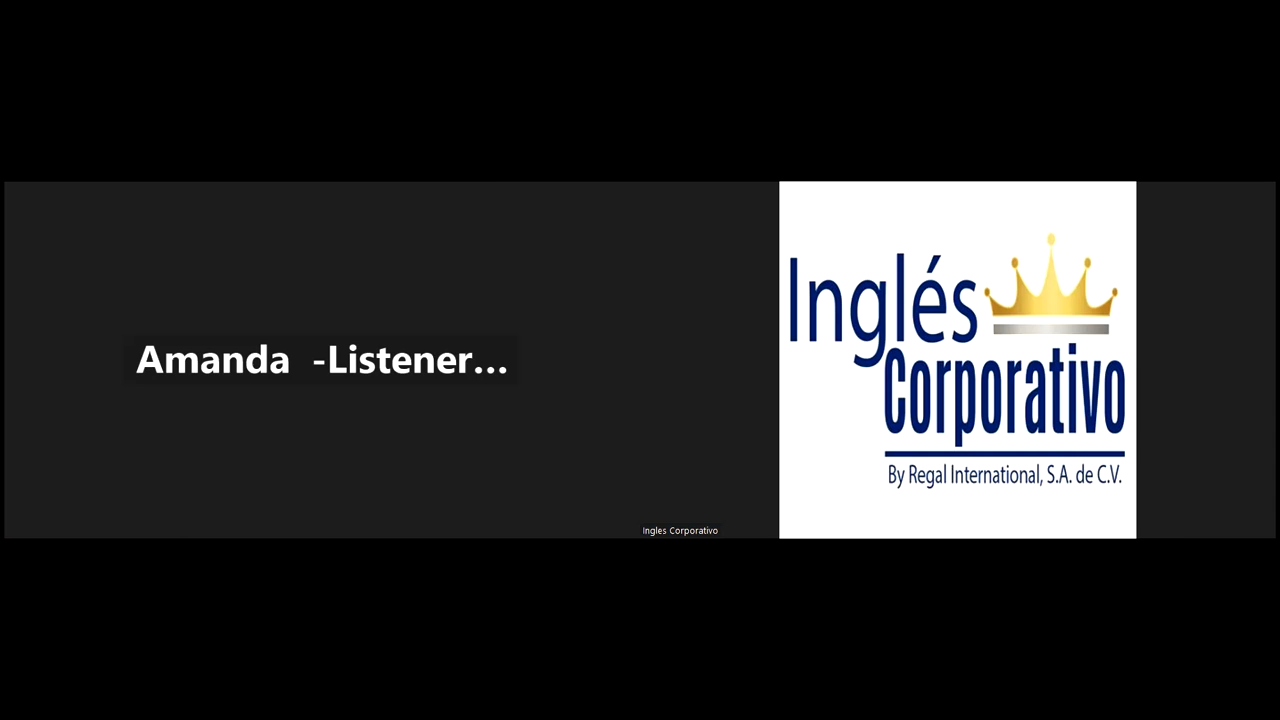 Amanda -Listener...
Inglés
Corporativo
By Regal International, S.A. de C.V.
Ingles Corporativo